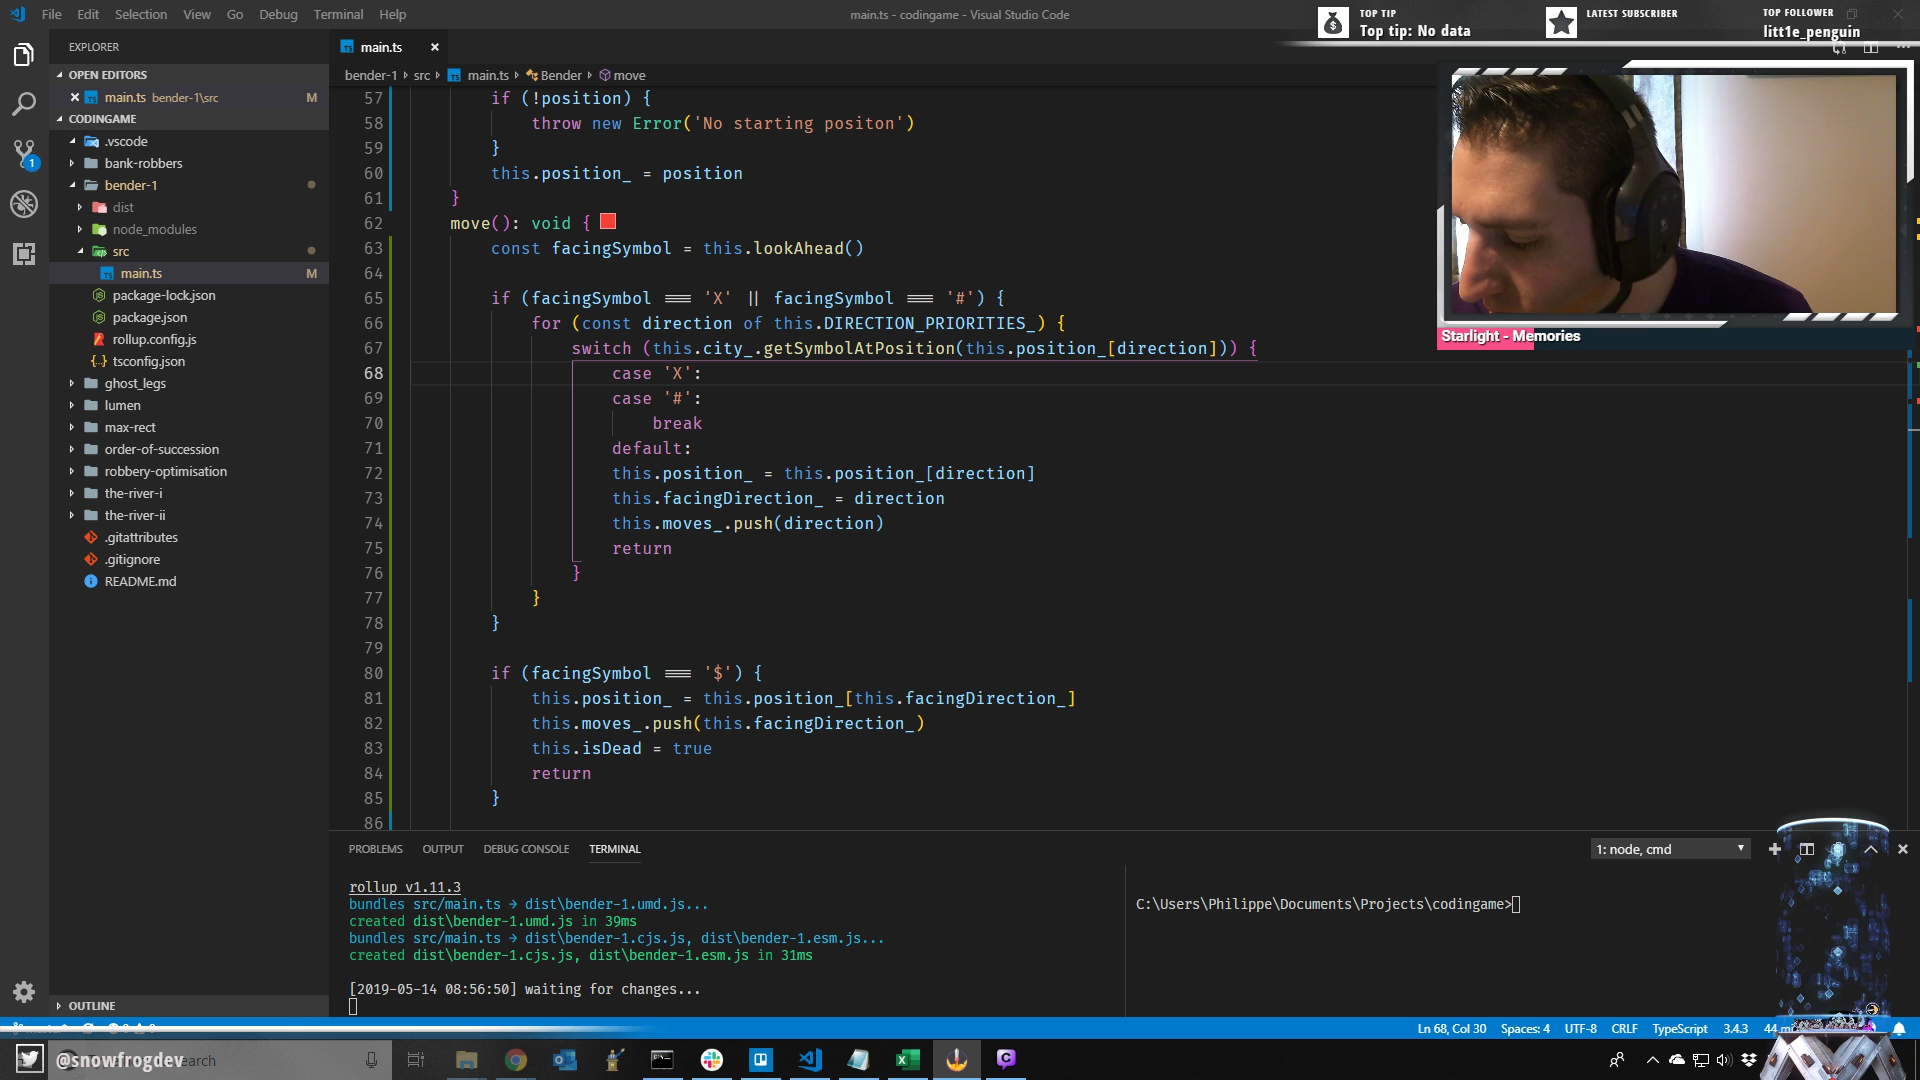 File Edit Selection View Go Debug Terminal Help
main.ts - codingame - Visual Studio Code
TOP TIP
Top tip: No data
LATEST SUBSCRIBER
TOP FOLLOWER
litt1e_penguin
EXPLORER
OPEN EDITORS
main.ts bender-1\src M
CODINGAME
.vscode
bank-robbers
bender-1
dist
node_modules
src
main.ts M
package-lock.json
package.json
rollup.config.js
tsconfig.json
ghost_legs
lumen
max-rect
order-of-succession
robbery-optimisation
the-river-i
the-river-ii
.gitattributes
.gitignore
README.md
OUTLINE
1
main.ts
bender-1 src main.ts Bender move
57 if (!position) {
58 throw new Error('No starting positon')
59 }
60 this.position_ = position
61 }
62 move(): void {
63 const facingSymbol = this.lookAhead()
64
65 if (facingSymbol === 'X' || facingSymbol === '#') {
66 for (const direction of this.DIRECTION_PRIORITIES_) {
67 switch (this.city_.getSymbolAtPosition(this.position_[direction])) {
68 case 'X':
69 case '#':
70 break
71 default:
72 this.position_ = this.position_[direction]
73 this.facingDirection_ = direction
74 this.moves_.push(direction)
75 return
76 }
77 }
78 }
79
80 if (facingSymbol === '$') {
81 this.position_ = this.position_[this.facingDirection_]
82 this.moves_.push(this.facingDirection_)
83 this.isDead = true
84 return
85 }
86
Starlight - Memories
PROBLEMS OUTPUT DEBUG CONSOLE TERMINAL
1: node, cmd
rollup v1.11.3
bundles src/main.ts → dist\bender-1.umd.js...
created dist\bender-1.umd.js in 39ms
bundles src/main.ts → dist\bender-1.cjs.js, dist\bender-1.esm.js...
created dist\bender-1.cjs.js, dist\bender-1.esm.js in 31ms
[2019-05-14 08:56:50] waiting for changes...
C:\Users\Philippe\Documents\Projects\codingame>
Ln 68, Col 30 Spaces: 4 UTF-8 CRLF TypeScript 3.4.3
@snowfrogdev